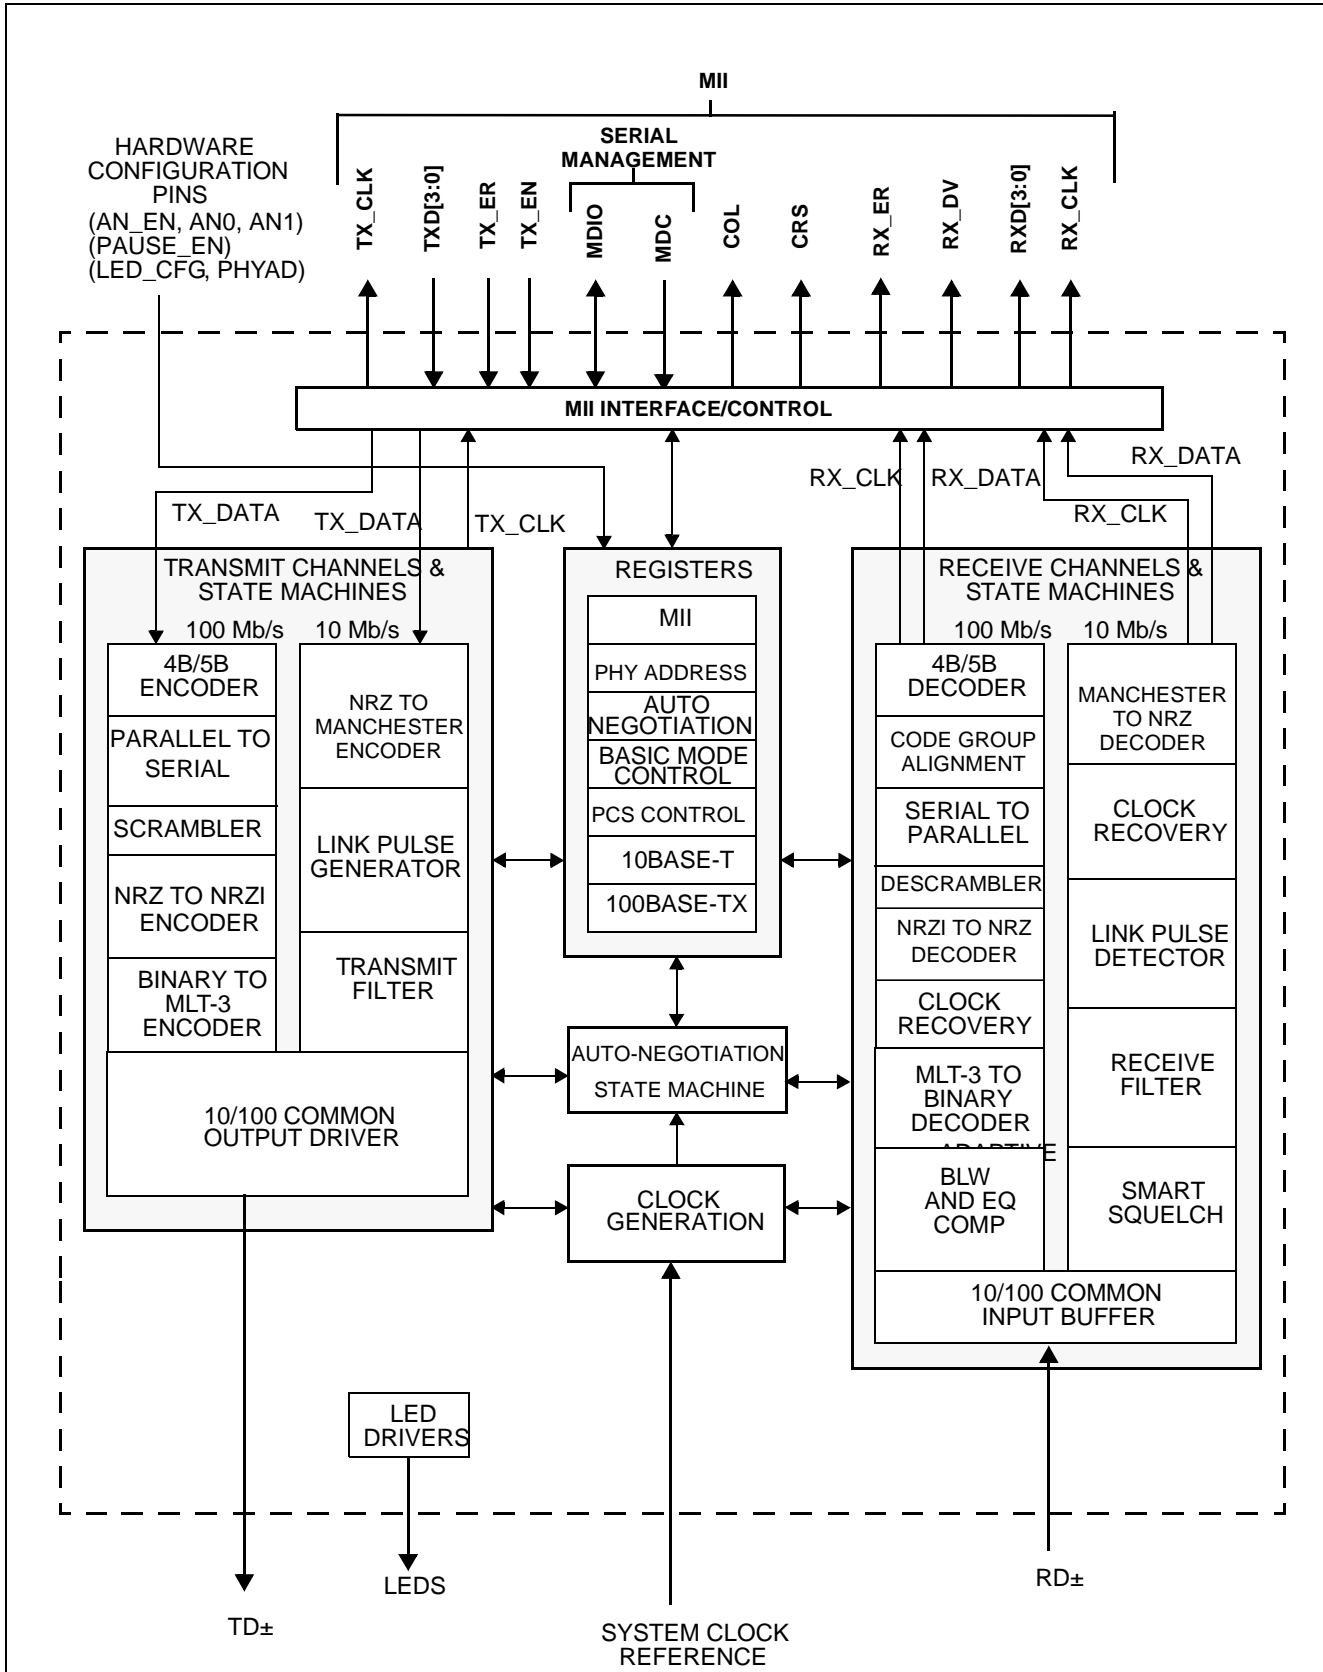 MII
HARDWARE
CONFIGURATION
PINS
(AN_EN, AN0, AN1)
(PAUSE_EN)
(LED_CFG, PHYAD)
SERIAL
MANAGEMENT
TX_CLK
TXD[3:0]
TX_ER
TX_EN
MDIO
MDC
COL
CRS
RX_ER
RX_DV
RXD[3:0]
RX_CLK
MII INTERFACE/CONTROL
TX_DATA
TX_DATA
TX_CLK
RX_CLK
RX_DATA
RX_CLK
RX_DATA
TRANSMIT CHANNELS &
STATE MACHINES
100 Mb/s
10 Mb/s
4B/5B
ENCODER
PARALLEL TO
SERIAL
SCRAMBLER
NRZ TO NRZI
ENCODER
BINARY TO
MLT-3
ENCODER
NRZ TO
MANCHESTER
ENCODER
LINK PULSE
GENERATOR
TRANSMIT
FILTER
10/100 COMMON
OUTPUT DRIVER
REGISTERS
MII
PHY ADDRESS
AUTO
NEGOTIATION
BASIC MODE
CONTROL
PCS CONTROL
10BASE-T
100BASE-TX
AUTO-NEGOTIATION
STATE MACHINE
CLOCK
GENERATION
RECEIVE CHANNELS &
STATE MACHINES
100 Mb/s
10 Mb/s
4B/5B
DECODER
CODE GROUP
ALIGNMENT
SERIAL TO
PARALLEL
DESCRAMBLER
NRZI TO NRZ
DECODER
CLOCK
RECOVERY
MLT-3 TO
BINARY
DECODER
ADAPTIVE
BLW
AND EQ
COMP
MANCHESTER
TO NRZ
DECODER
CLOCK
RECOVERY
LINK PULSE
DETECTOR
RECEIVE
FILTER
SMART
SQUELCH
10/100 COMMON
INPUT BUFFER
LED
DRIVERS
LEDS
TD±
RD±
SYSTEM CLOCK
REFERENCE